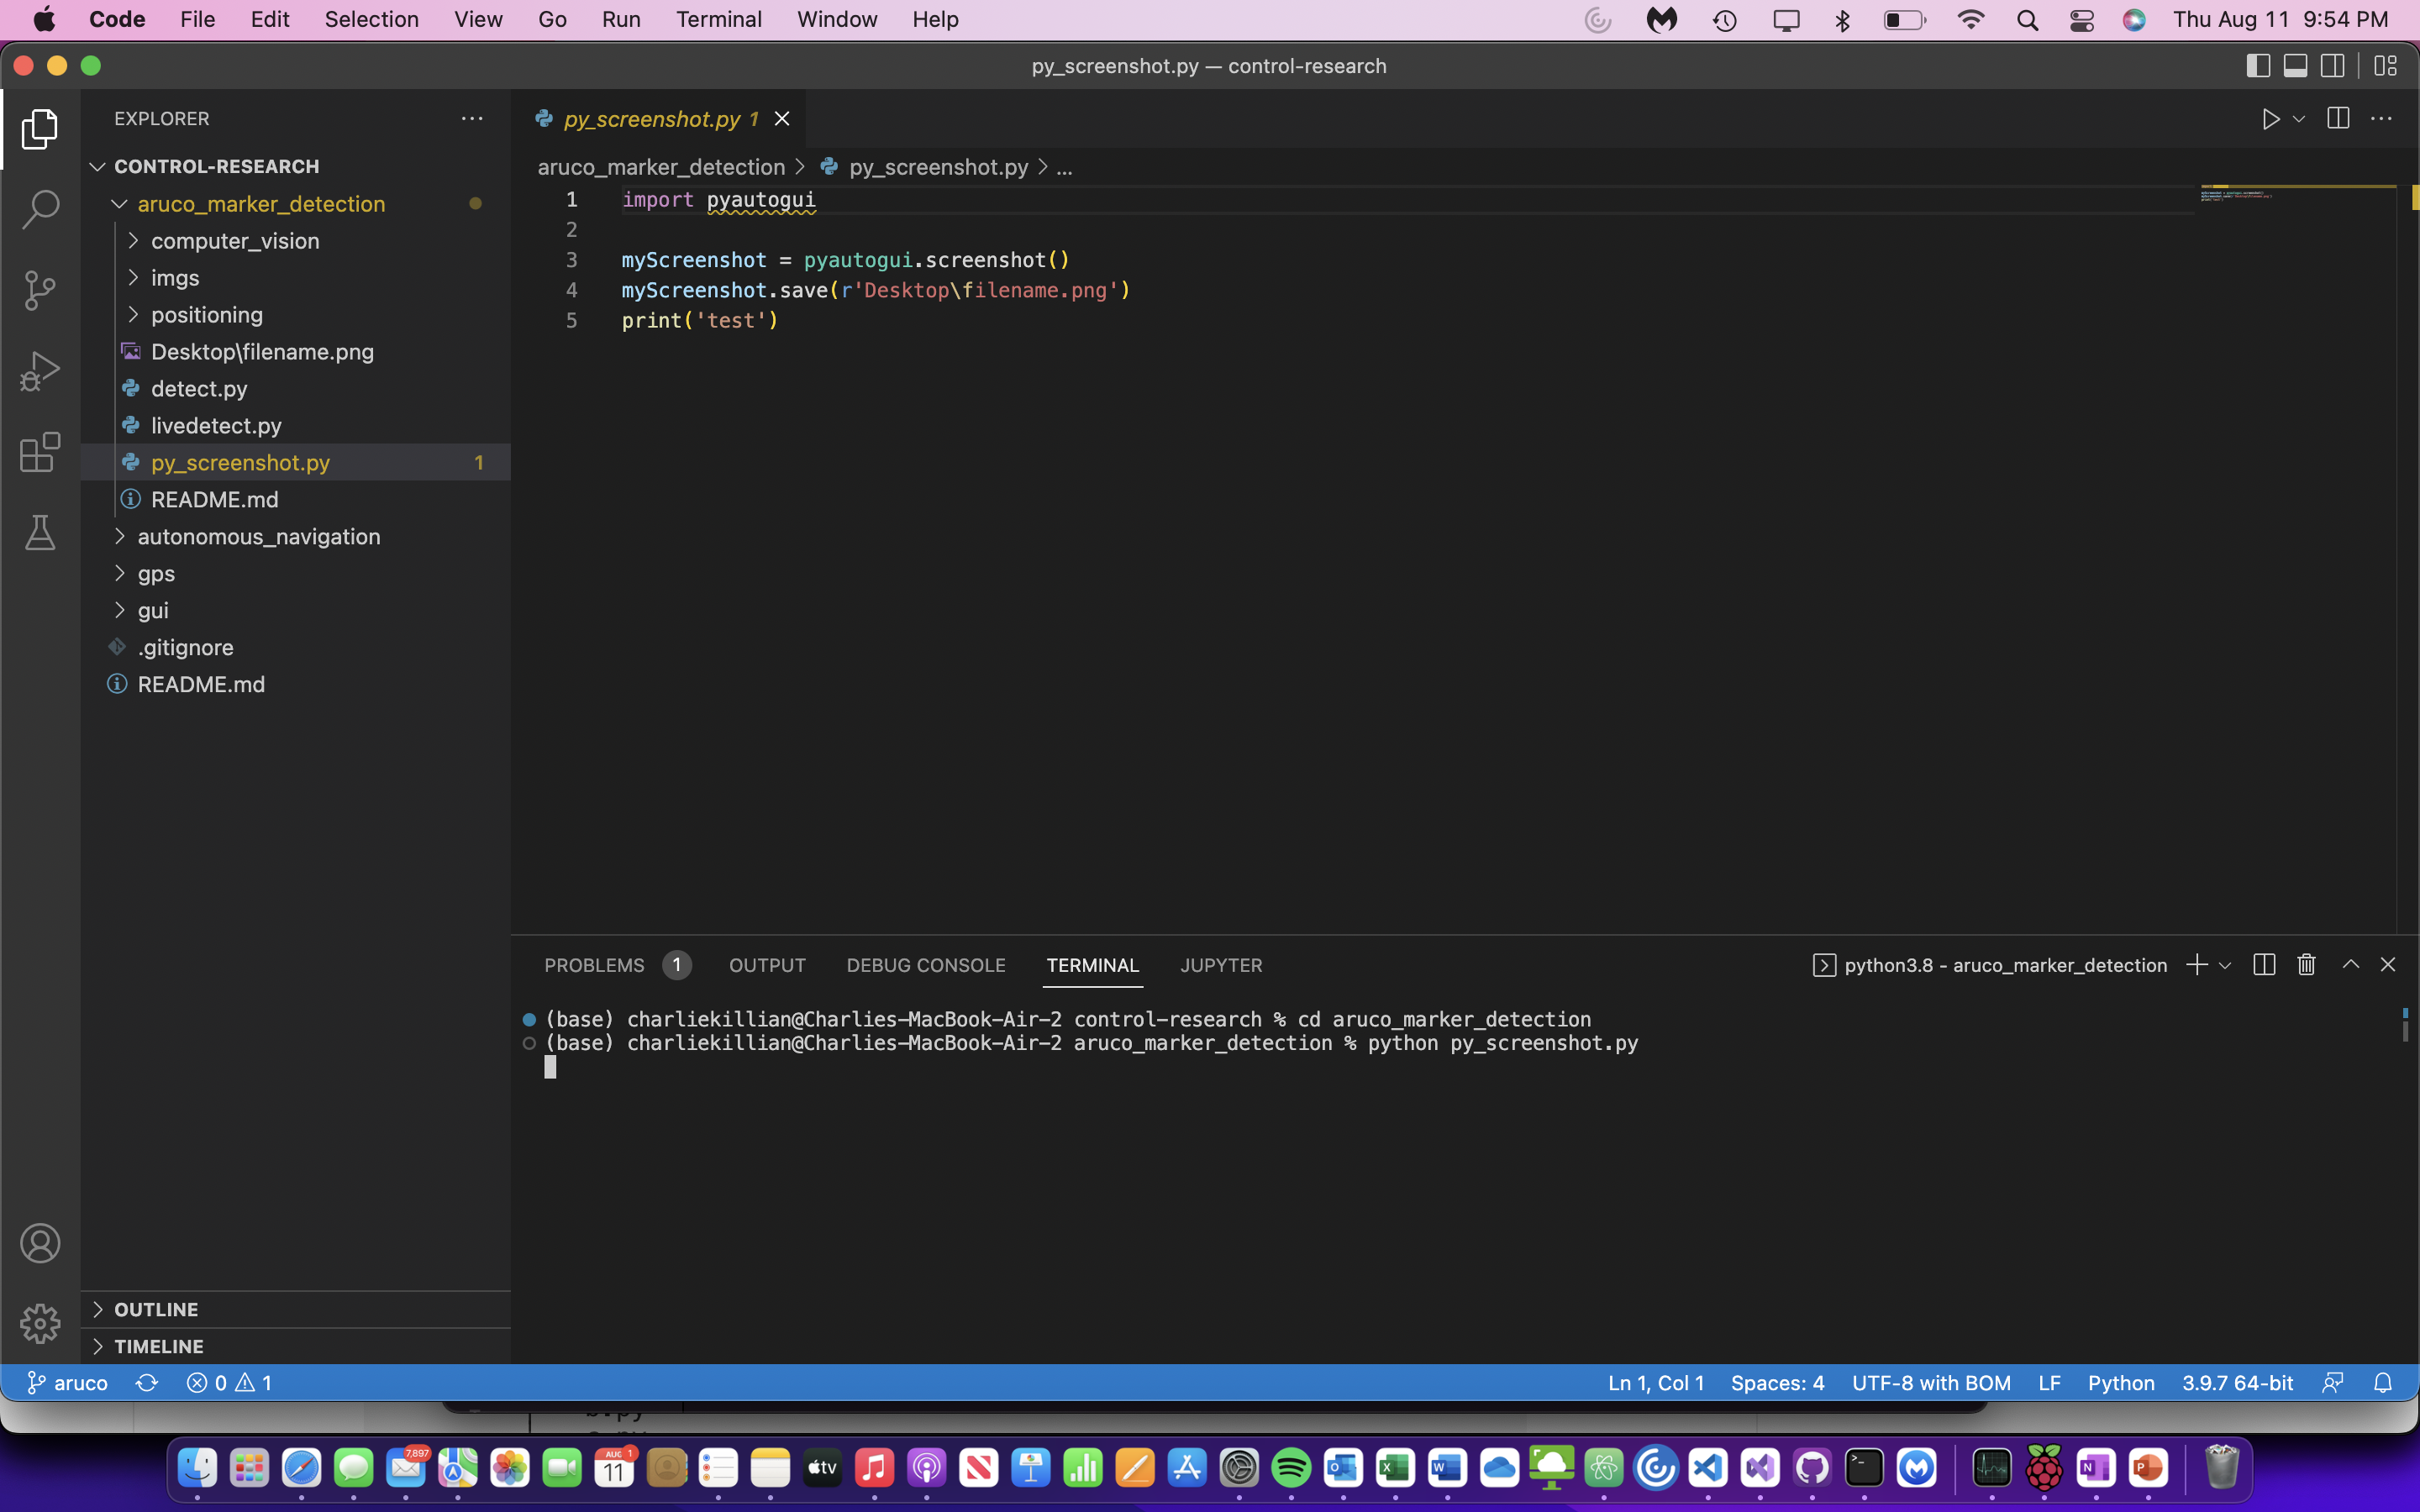 Code File Edit Selection View Go Run Terminal Window Help Thu Aug 11 9:54 PM
py_screenshot.py — control-research
EXPLORER
CONTROL-RESEARCH
aruco_marker_detection
computer_vision
imgs
positioning
Desktop\filename.png
detect.py
livedetect.py
py_screenshot.py 1
README.md
autonomous_navigation
gps
gui
.gitignore
README.md
OUTLINE
TIMELINE
py_screenshot.py 1
aruco_marker_detection > py_screenshot.py > ...
1 import pyautogui
2
3 myScreenshot = pyautogui.screenshot()
4 myScreenshot.save(r'Desktop\filename.png')
5 print('test')
PROBLEMS 1 OUTPUT DEBUG CONSOLE TERMINAL JUPYTER python3.8 - aruco_marker_detection
(base) charliekillian@Charlies-MacBook-Air-2 control-research % cd aruco_marker_detection
(base) charliekillian@Charlies-MacBook-Air-2 aruco_marker_detection % python py_screenshot.py
aruco 0 1 Ln 1, Col 1 Spaces: 4 UTF-8 with BOM LF Python 3.9.7 64-bit
7,897
AUG 1
11
tv